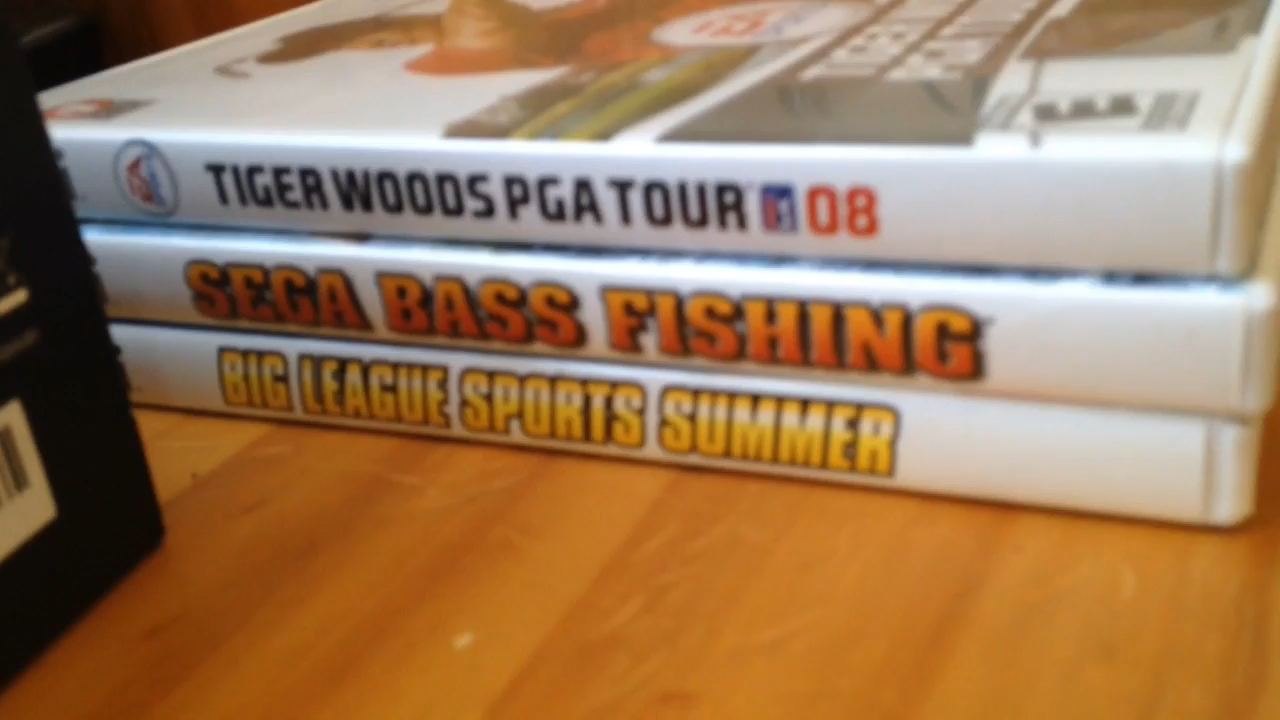 TIGER WOODS PGA TOUR 08
SEGA BASS FISHING
BIG LEAGUE SPORTS SUMMER